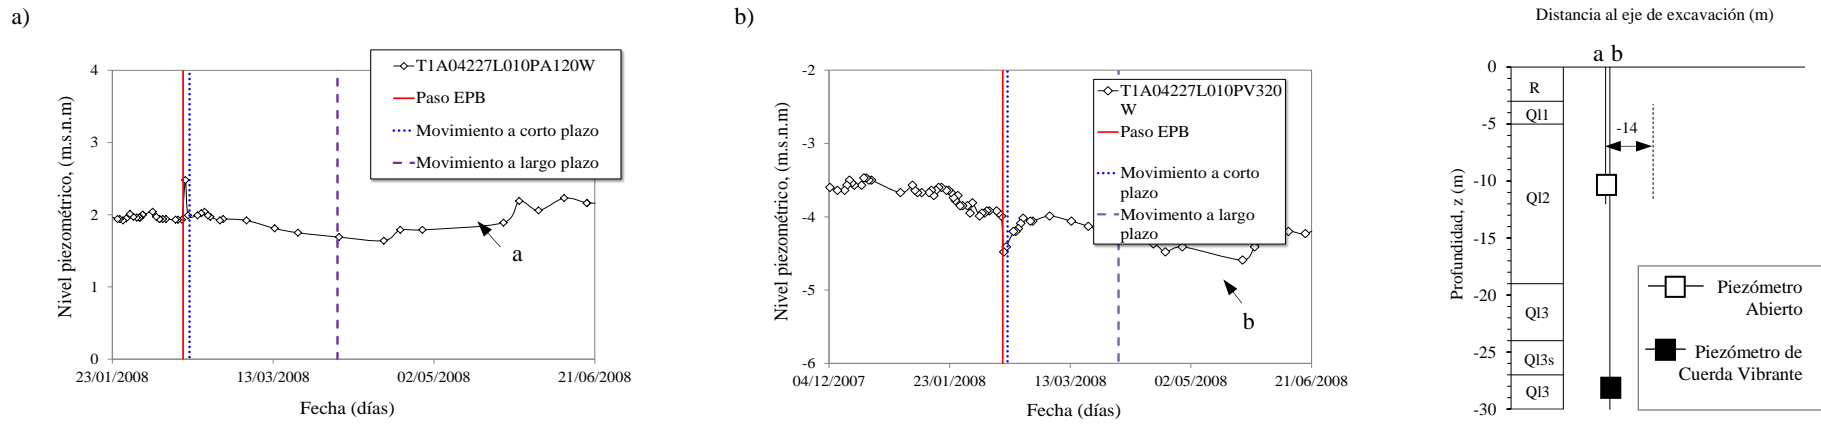 a)
T1A04227L010PA120W
Paso EPB
Movimiento a corto plazo
Movimiento a largo plazo
Nivel piezométrico, (m.s.n.m)
4
3
2
1
0
a
23/01/2008
13/03/2008
02/05/2008
21/06/2008
Fecha (días)
b)
T1A04227L010PV320
W
Paso EPB
Movimiento a corto
plazo
Movimento a largo
plazo
Nivel piezométrico, (m.s.n.m)
-2
-3
-4
-5
-6
b
04/12/2007
23/01/2008
13/03/2008
02/05/2008
21/06/2008
Fecha (días)
Distancia al eje de excavación (m)
a b
Profundidad, z (m)
0
-5
-10
-15
-20
-25
-30
R
Ql1
Ql2
Ql3
Ql3s
Ql3
-14
Piezómetro
Abierto
Piezómetro de
Cuerda Vibrante